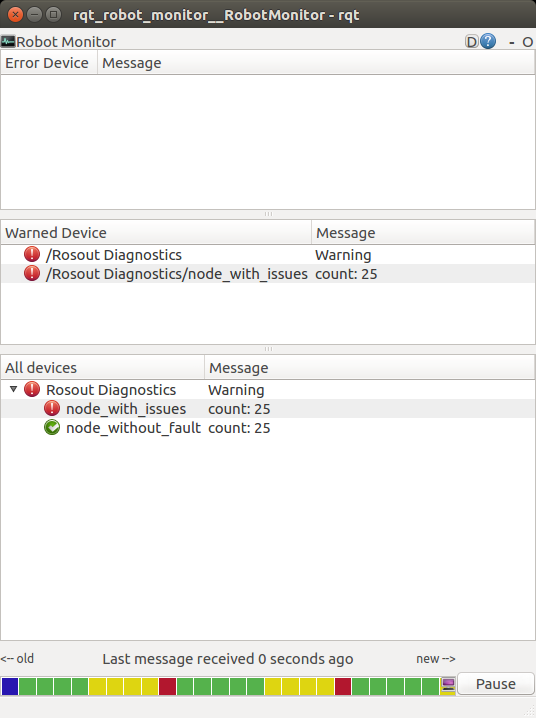 rqt_robot_monitor__RobotMonitor - rqt
Robot Monitor D ? - O
Error Device Message
Warned Device Message
/Rosout Diagnostics Warning
/Rosout Diagnostics/node_with_issues count: 25
All devices Message
Rosout Diagnostics Warning
node_with_issues count: 25
node_without_fault count: 25
<-- old Last message received 0 seconds ago new -->
Pause